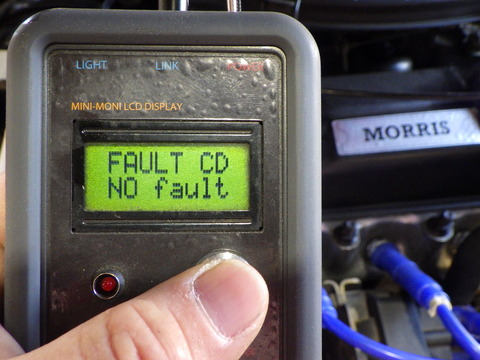 LIGHT LINK
MINI-MONI LCD DISPLAY
FAULT CD
NO fault
MORRIS